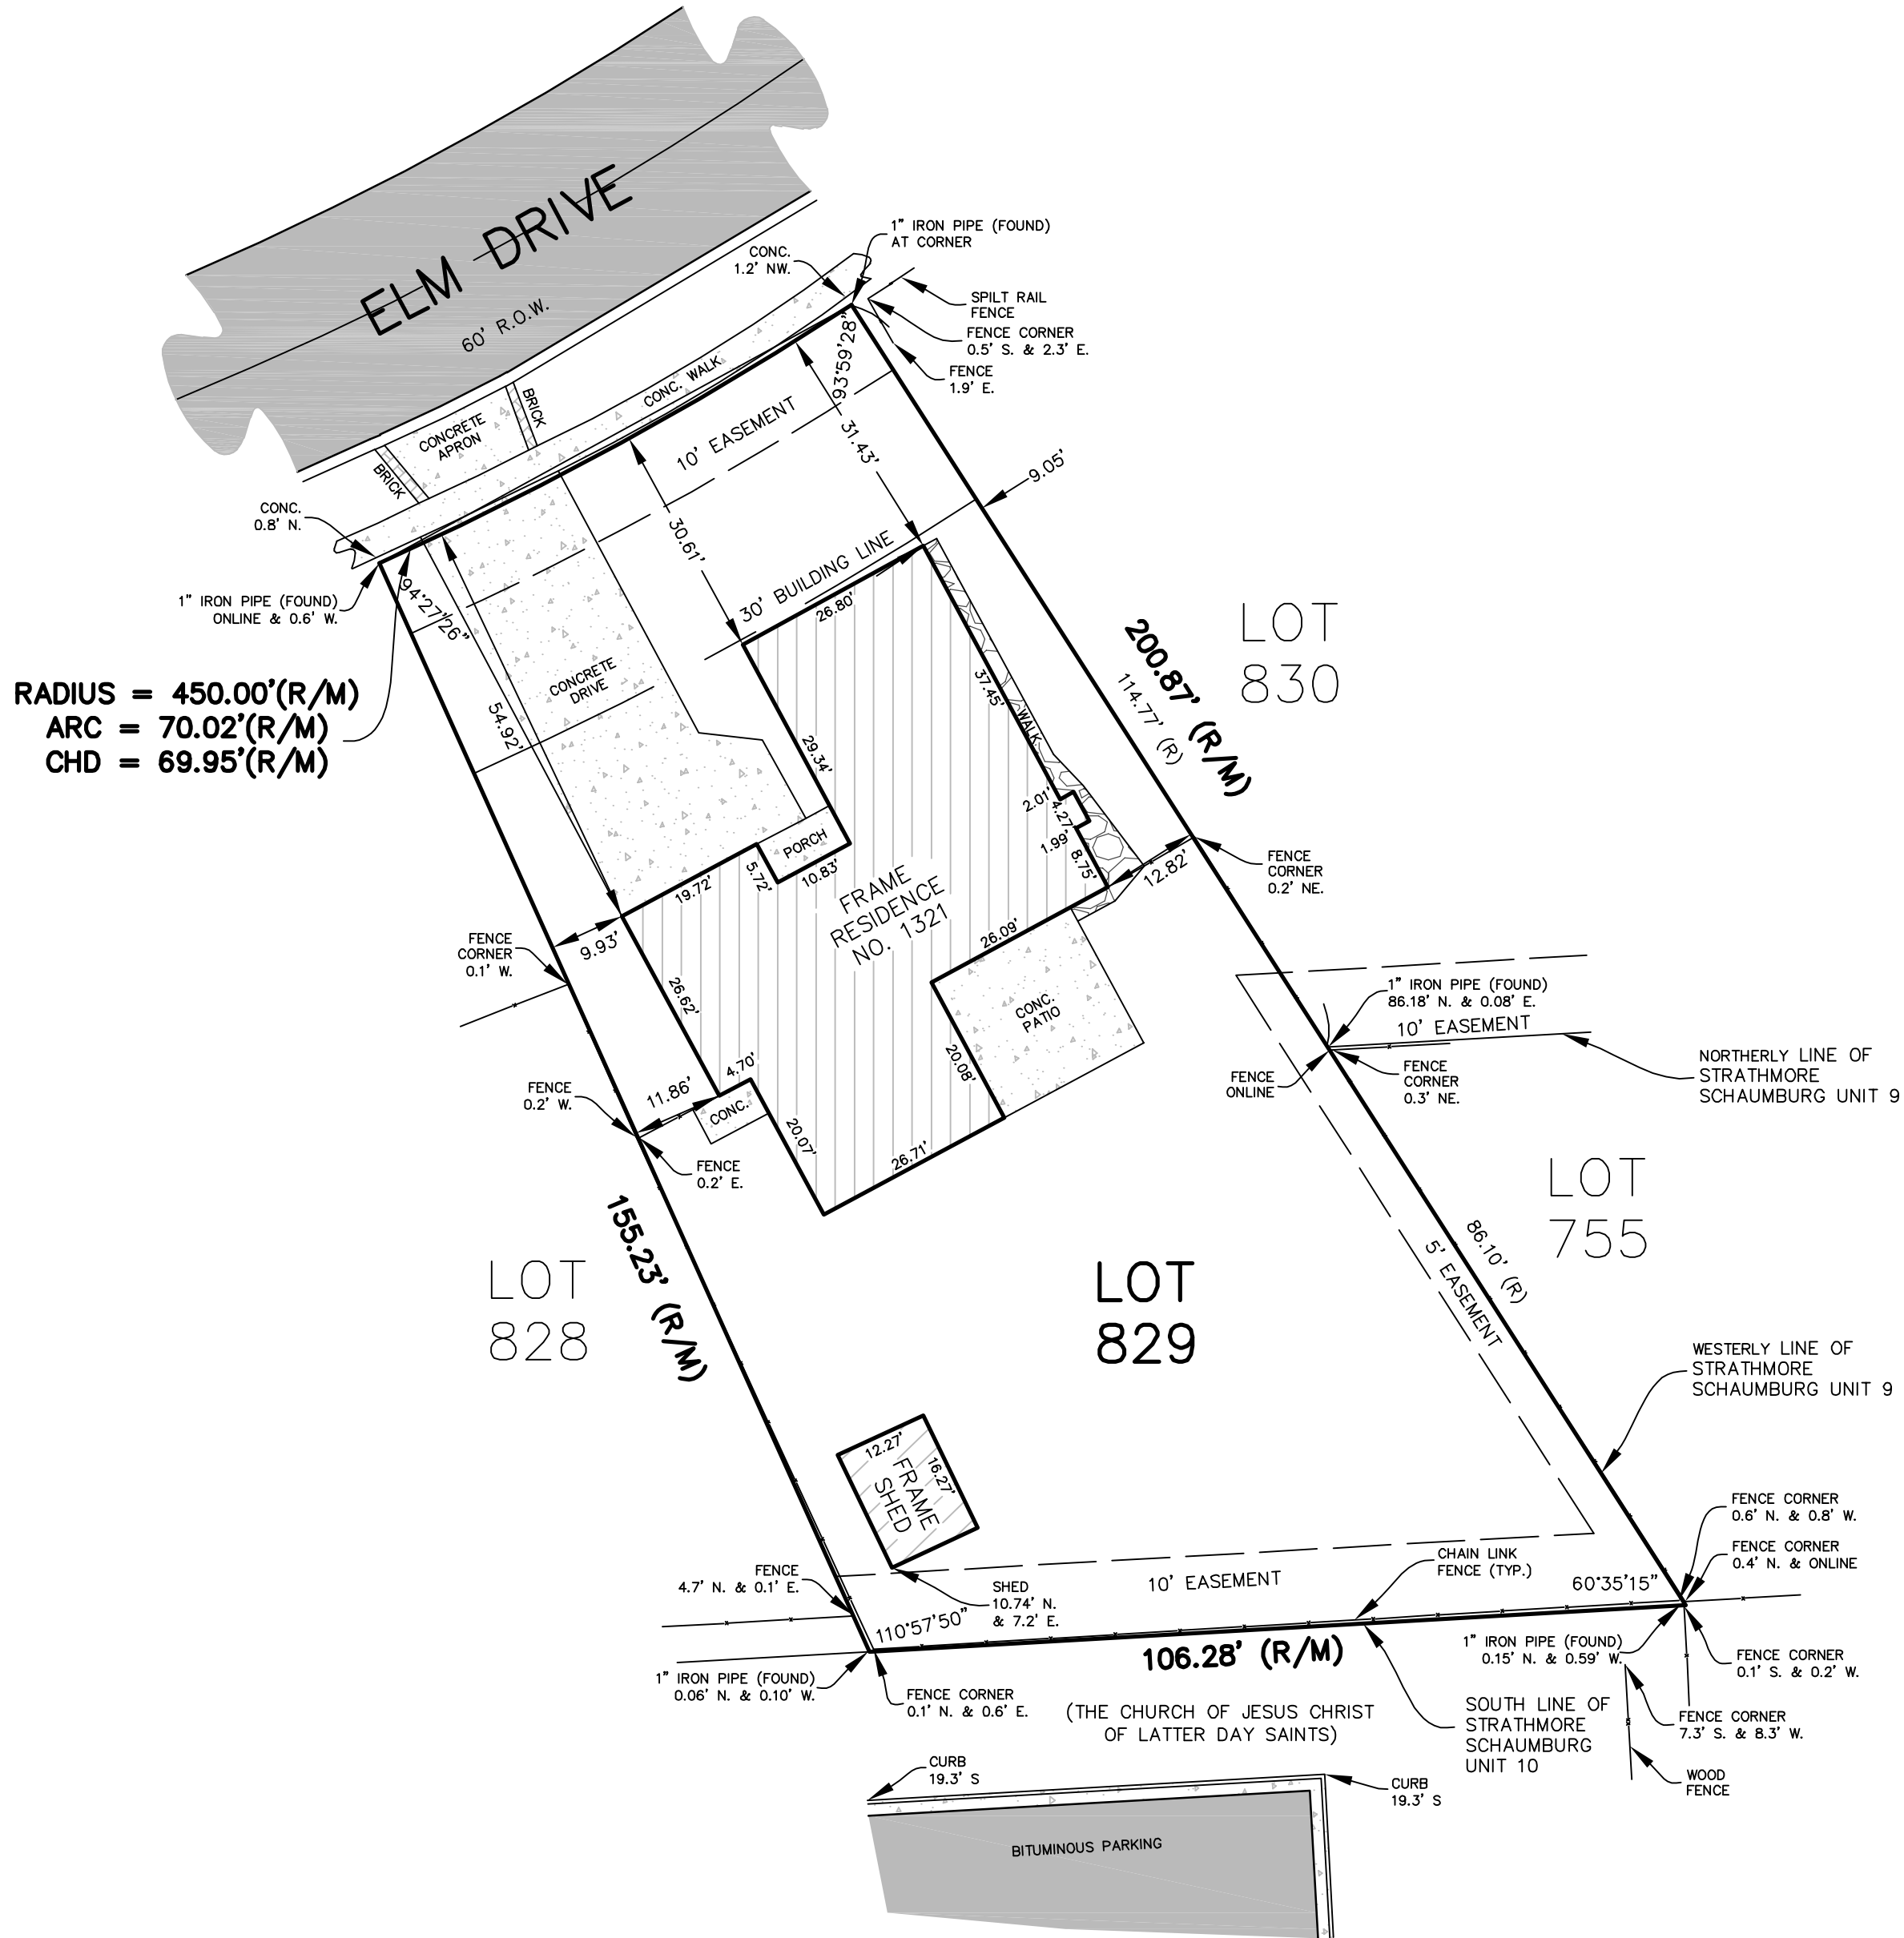 ELM DRIVE
60' R.O.W.
1" IRON PIPE (FOUND)
AT CORNER
CONC.
1.2' NW.
SPILT RAIL
FENCE
FENCE CORNER
0.5' S. & 2.3' E.
FENCE
1.9' E.
CONC. WALK
BRICK
CONCRETE
APRON
BRICK
93°59'28"
10' EASEMENT
31.43'
9.05'
CONC.
0.8' N.
30.61'
30' BUILDING LINE
26.80'
1" IRON PIPE (FOUND)
ONLINE & 0.6' W.
94°27'26"
RADIUS = 450.00'(R/M)
ARC = 70.02'(R/M)
CHD = 69.95'(R/M)
CONCRETE
DRIVE
54.92'
LOT
830
200.87' (R/M)
114.77' (R)
37.45'
WALK
29.34'
2.01'
4.27'
1.99'
8.75'
12.82'
PORCH
5.72'
10.83'
19.72'
FENCE
CORNER
0.2' NE.
FRAME
RESIDENCE
NO. 1321
26.09'
9.93'
FENCE
CORNER
0.1' W.
26.62'
CONC.
PATIO
20.08'
1" IRON PIPE (FOUND)
86.18' N. & 0.08' E.
10' EASEMENT
NORTHERLY LINE OF
STRATHMORE
SCHAUMBURG UNIT 9
FENCE
ONLINE
FENCE
CORNER
0.3' NE.
4.70'
11.86'
FENCE
0.2' W.
CONC.
20.07'
26.71'
FENCE
0.2' E.
LOT
755
155.23' (R/M)
86.10' (R)
5' EASEMENT
LOT
828
LOT
829
WESTERLY LINE OF
STRATHMORE
SCHAUMBURG UNIT 9
12.27'
16.27'
FRAME
SHED
FENCE CORNER
0.6' N. & 0.8' W.
FENCE CORNER
0.4' N. & ONLINE
CHAIN LINK
FENCE (TYP.)
FENCE
4.7' N. & 0.1' E.
SHED
10.74' N.
& 7.2' E.
10' EASEMENT
60°35'15"
110°57'50"
106.28' (R/M)
1" IRON PIPE (FOUND)
0.15' N. & 0.59' W.
FENCE CORNER
0.1' S. & 0.2' W.
1" IRON PIPE (FOUND)
0.06' N. & 0.10' W.
FENCE CORNER
0.1' N. & 0.6' E.
(THE CHURCH OF JESUS CHRIST
OF LATTER DAY SAINTS)
SOUTH LINE OF
STRATHMORE
SCHAUMBURG
UNIT 10
FENCE CORNER
7.3' S. & 8.3' W.
WOOD
FENCE
CURB
19.3' S
CURB
19.3' S
BITUMINOUS PARKING